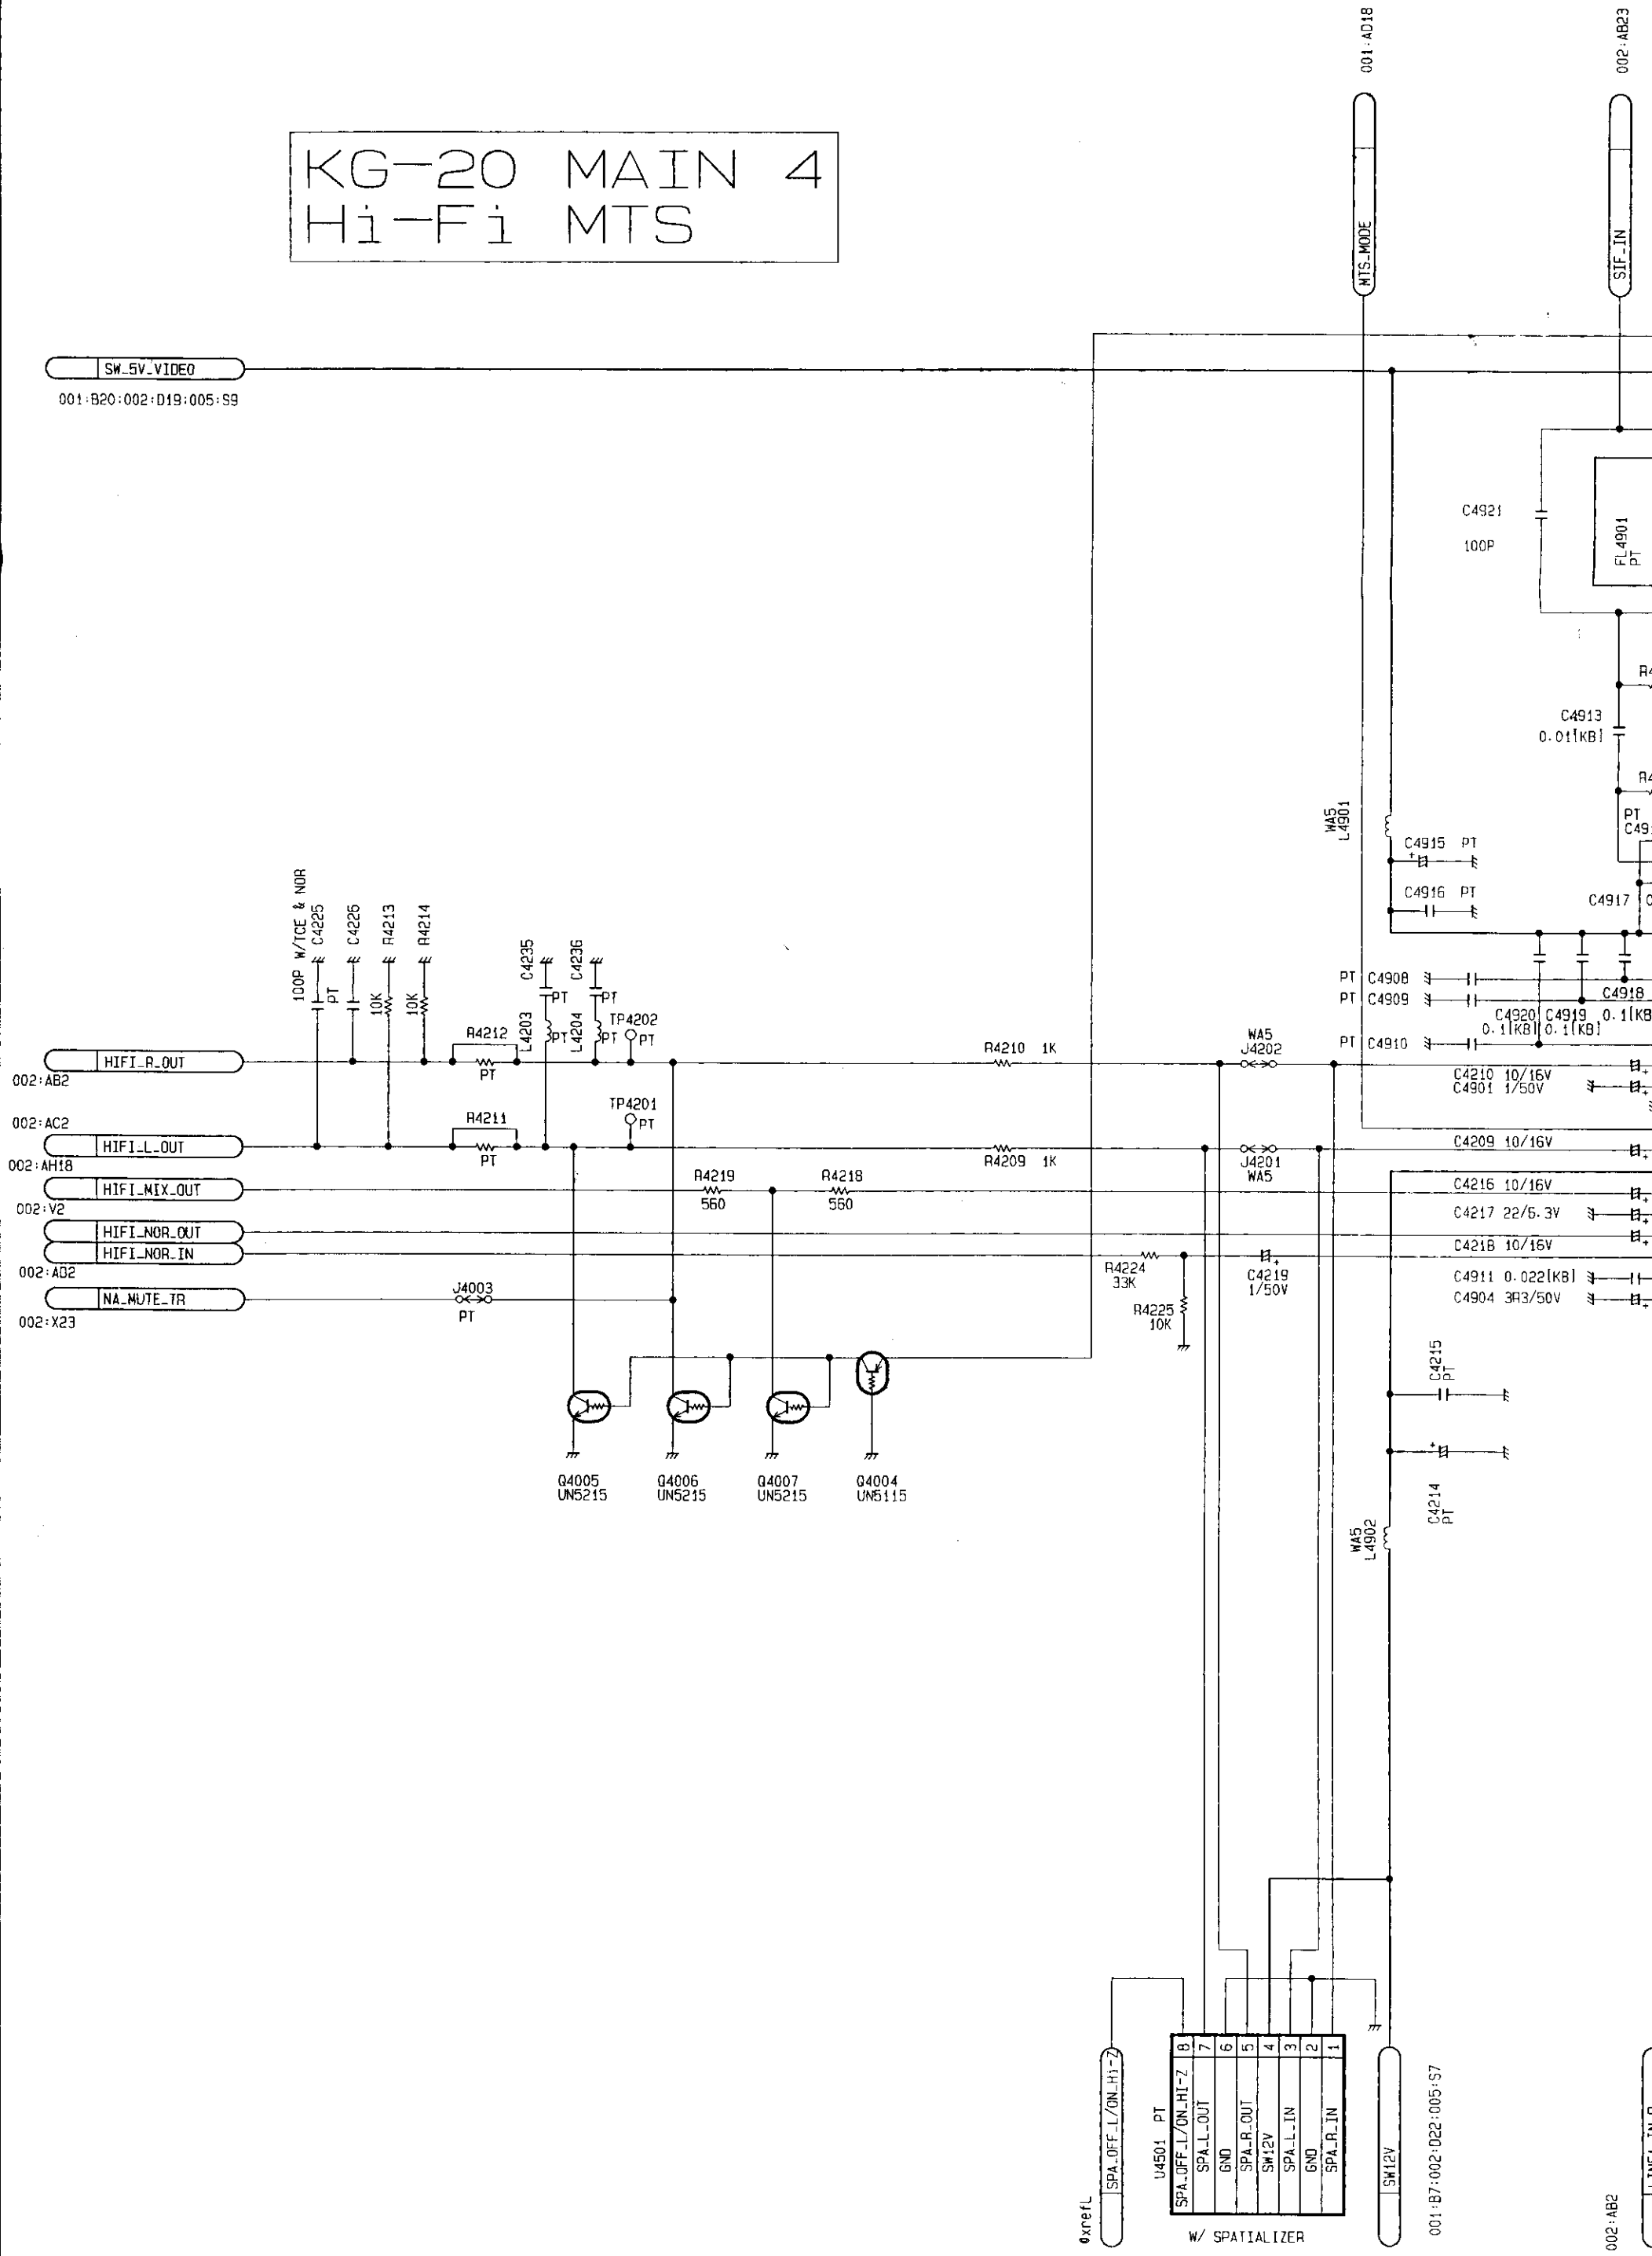 001:AD18
002:AB23
KG-20 MAIN 4
Hi-Fi MTS
MTS_MODE
SIF_IN
SW_5V_VIDEO
001:B20:002:D19:005:S9
C4921
100P
FL4901
PT
C4913
0.01[KB]
WA5
L4901
C4915 PT
C4916 PT
PT
C4917
100P W/TCE & NOR
C4225
PT
C4226
10K
R4213
10K
R4214
C4235
PT
C4236
PT
L4203
PT
L4204
PT
TP4202
PT
R4212
PT
PT C4908
PT C4909
C4918
0.1[KB
C4920
0.1[KB]
C4919
0.1[KB]
PT C4910
R4210 1K
WA5
J4202
C4210 10/16V
C4901 1/50V
HIFI_R_OUT
002:AB2
TP4201
PT
R4211
PT
002:AC2
HIFI_L_OUT
002:AH18
R4209 1K
J4201
WA5
C4209 10/16V
HIFI_MIX_OUT
002:V2
R4219
560
R4218
560
C4216 10/16V
C4217 22/6.3V
HIFI_NOR_OUT
HIFI_NOR_IN
002:AD2
C4218 10/16V
R4224
33K
R4225
10K
C4219
1/50V
C4911 0.022[KB]
C4904 3R3/50V
NA_MUTE_TR
002:X23
J4003
PT
C4215
PT
Q4005
UN5215
Q4006
UN5215
Q4007
UN5215
Q4004
UN5115
C4214
PT
WA5
L4902
@xrefL
SPA_OFF_L/ON_Hi-Z
U4501 PT
8 SPA_OFF_L/ON_HI-Z
7 SPA_L_OUT
6 GND
5 SPA_R_OUT
4 SW12V
3 SPA_L_IN
2 GND
1 SPA_R_IN
W/ SPATIALIZER
SW12V
001:B7:002:D22:005:S7
002:AB2